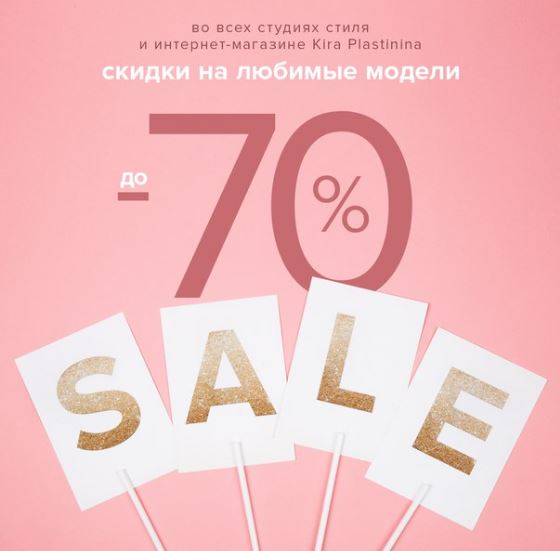 во всех студиях стиля
и интернет-магазине Kira Plastinina
скидки на любимые модели
до
-70%
SALE